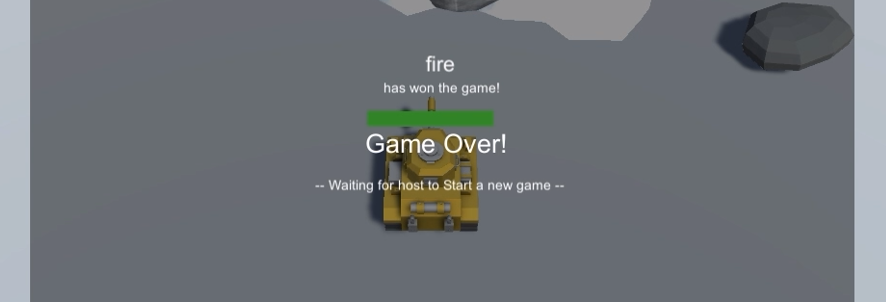 fire
has won the game!
Game Over!
-- Waiting for host to Start a new game --